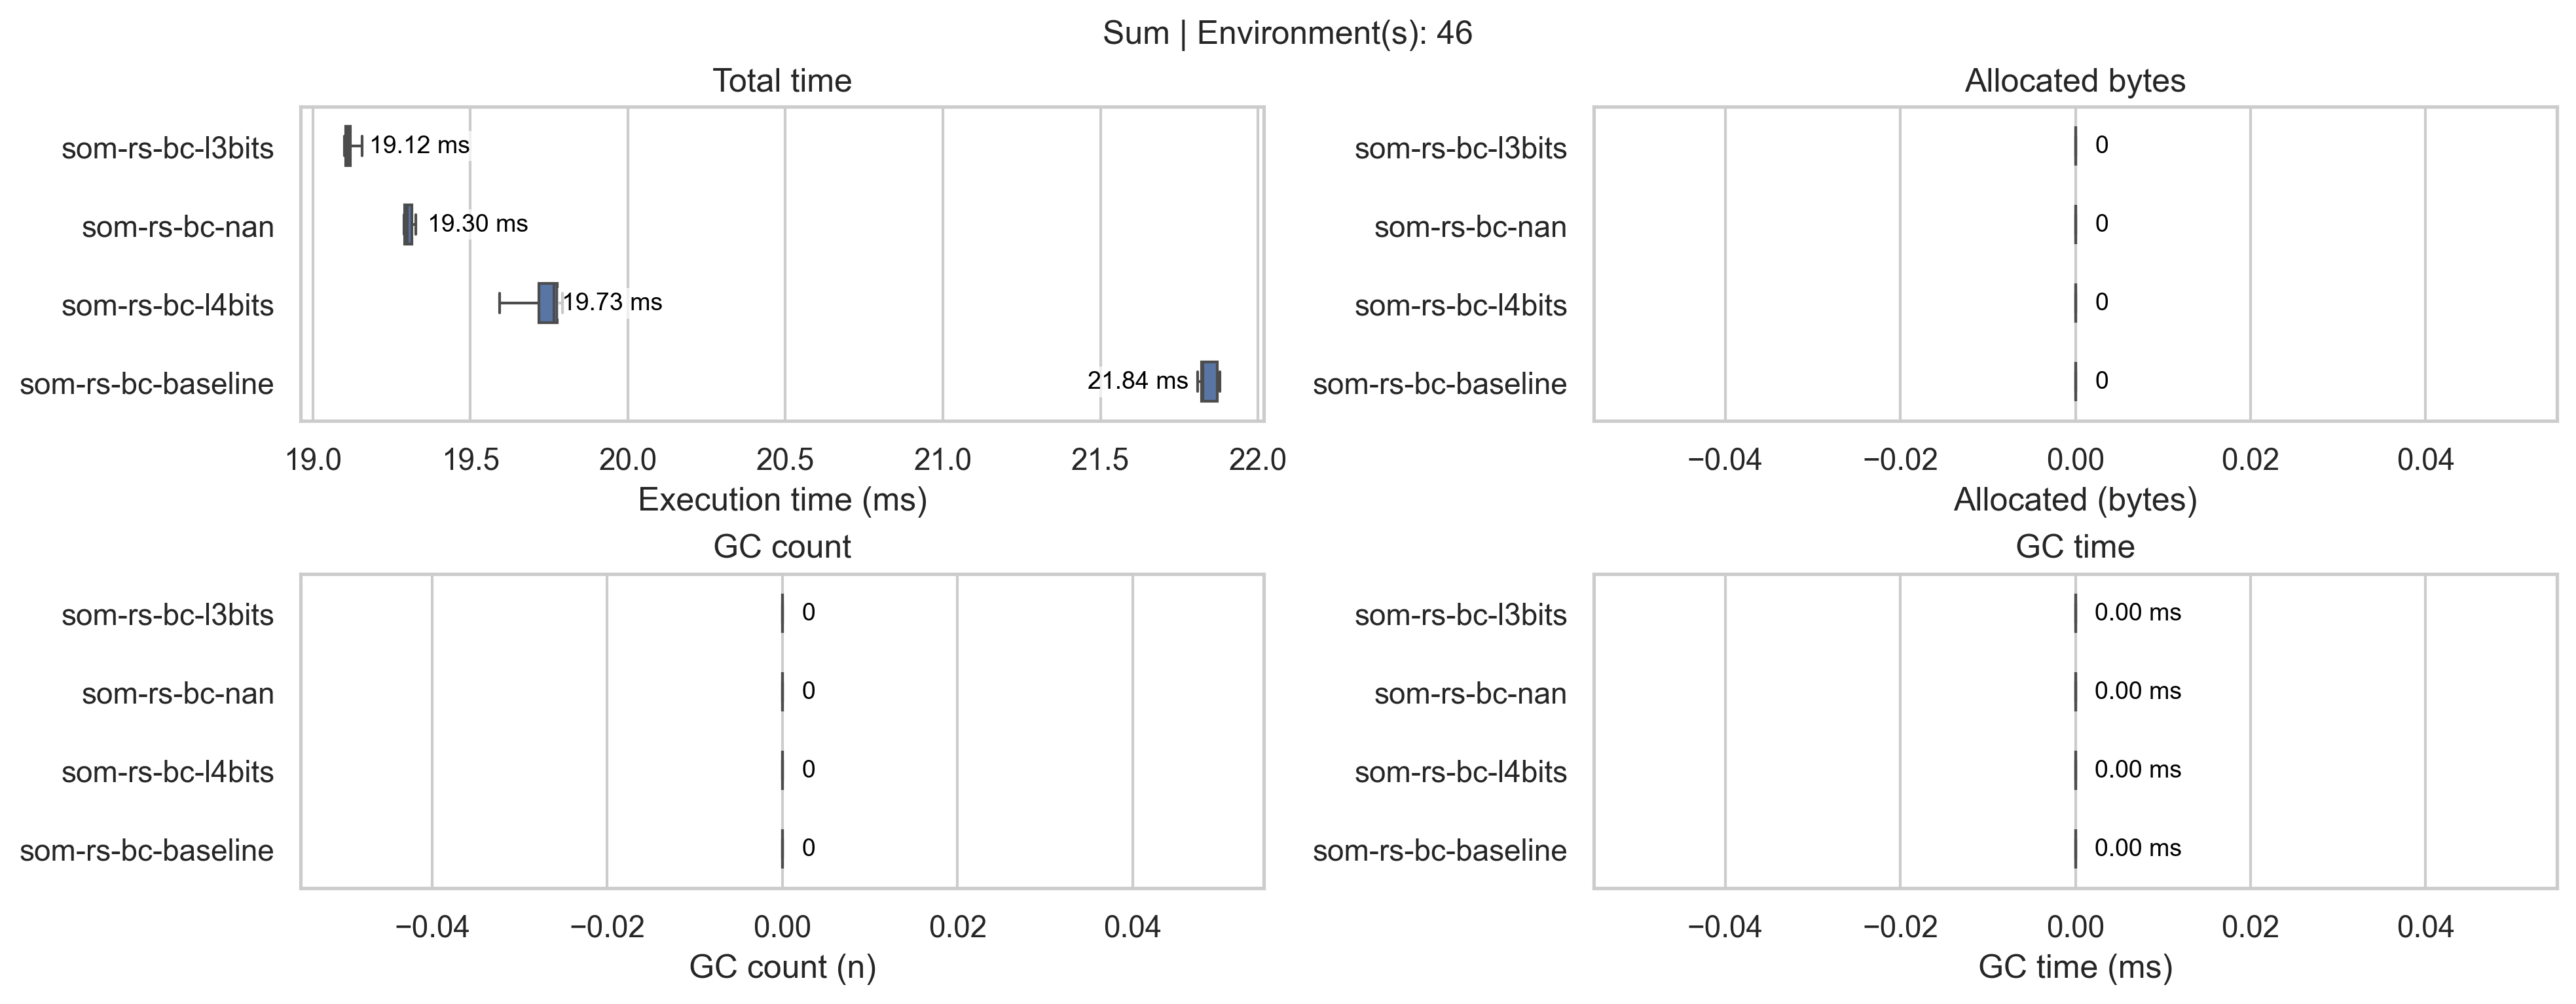 Sum | Environment(s): 46
Total time
som-rs-bc-l3bits
19.12 ms
som-rs-bc-nan
19.30 ms
som-rs-bc-l4bits
19.73 ms
som-rs-bc-baseline
21.84 ms
19.0 19.5 20.0 20.5 21.0 21.5 22.0
Execution time (ms)
Allocated bytes
som-rs-bc-l3bits
0
som-rs-bc-nan
0
som-rs-bc-l4bits
0
som-rs-bc-baseline
0
−0.04 −0.02 0.00 0.02 0.04
Allocated (bytes)
GC count
som-rs-bc-l3bits
0
som-rs-bc-nan
0
som-rs-bc-l4bits
0
som-rs-bc-baseline
0
−0.04 −0.02 0.00 0.02 0.04
GC count (n)
GC time
som-rs-bc-l3bits
0.00 ms
som-rs-bc-nan
0.00 ms
som-rs-bc-l4bits
0.00 ms
som-rs-bc-baseline
0.00 ms
−0.04 −0.02 0.00 0.02 0.04
GC time (ms)